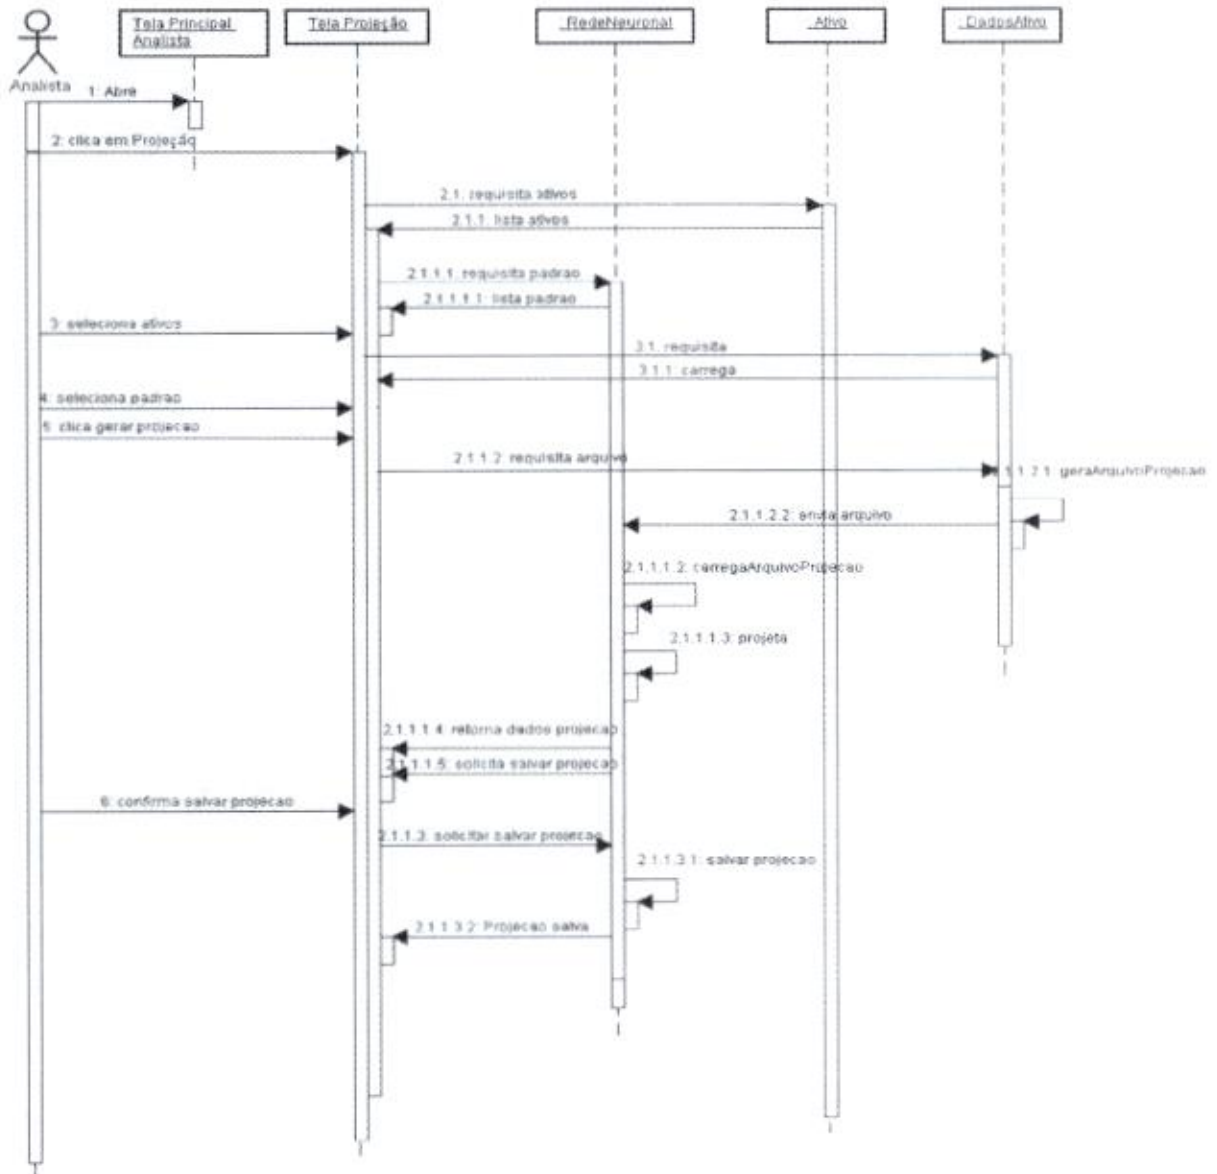 Tela Principal
Analista
Tela Projeção
RedeNeuronal
Ativo
DadosAtivo
Analista
1: Abre
2: clica em Projeção
2.1: requisita ativos
2.1.1: lista ativos
2.1.1.1: requisita padrao
2.1.1.1.1: lista padrao
3: seleciona ativos
3.1: requisita
3.1.1: carrega
4: seleciona padrao
5: clica gerar projecao
2.1.1.2: requisita arquivo
2.1.1.2.1: geraArquivoProjecao
2.1.1.2.2: envia arquivo
2.1.1.1.2: carregaArquivoProjecao
2.1.1.1.3: projeta
2.1.1.1.4: retorna dados projecao
2.1.1.1.5: solicita salvar projecao
6: confirma salvar projecao
2.1.1.3: solicitar salvar projecao
2.1.1.3.1: salvar projecao
2.1.1.3.2: Projecao salva